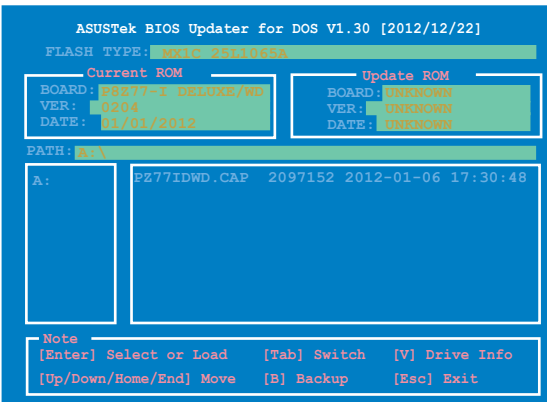 ASUSTek BIOS Updater for DOS V1.30 [2012/12/22]
FLASH TYPE: MX1C 25L1065A
Current ROM
BOARD: P8Z77-I DELUXE/WD
VER: 0204
DATE: 01/01/2012
Update ROM
BOARD: UNKNOWN
VER: UNKNOWN
DATE: UNKNOWN
PATH: A:\
A:
PZ77IDWD.CAP 2097152 2012-01-06 17:30:48
Note
[Enter] Select or Load [Tab] Switch [V] Drive Info
[Up/Down/Home/End] Move [B] Backup [Esc] Exit